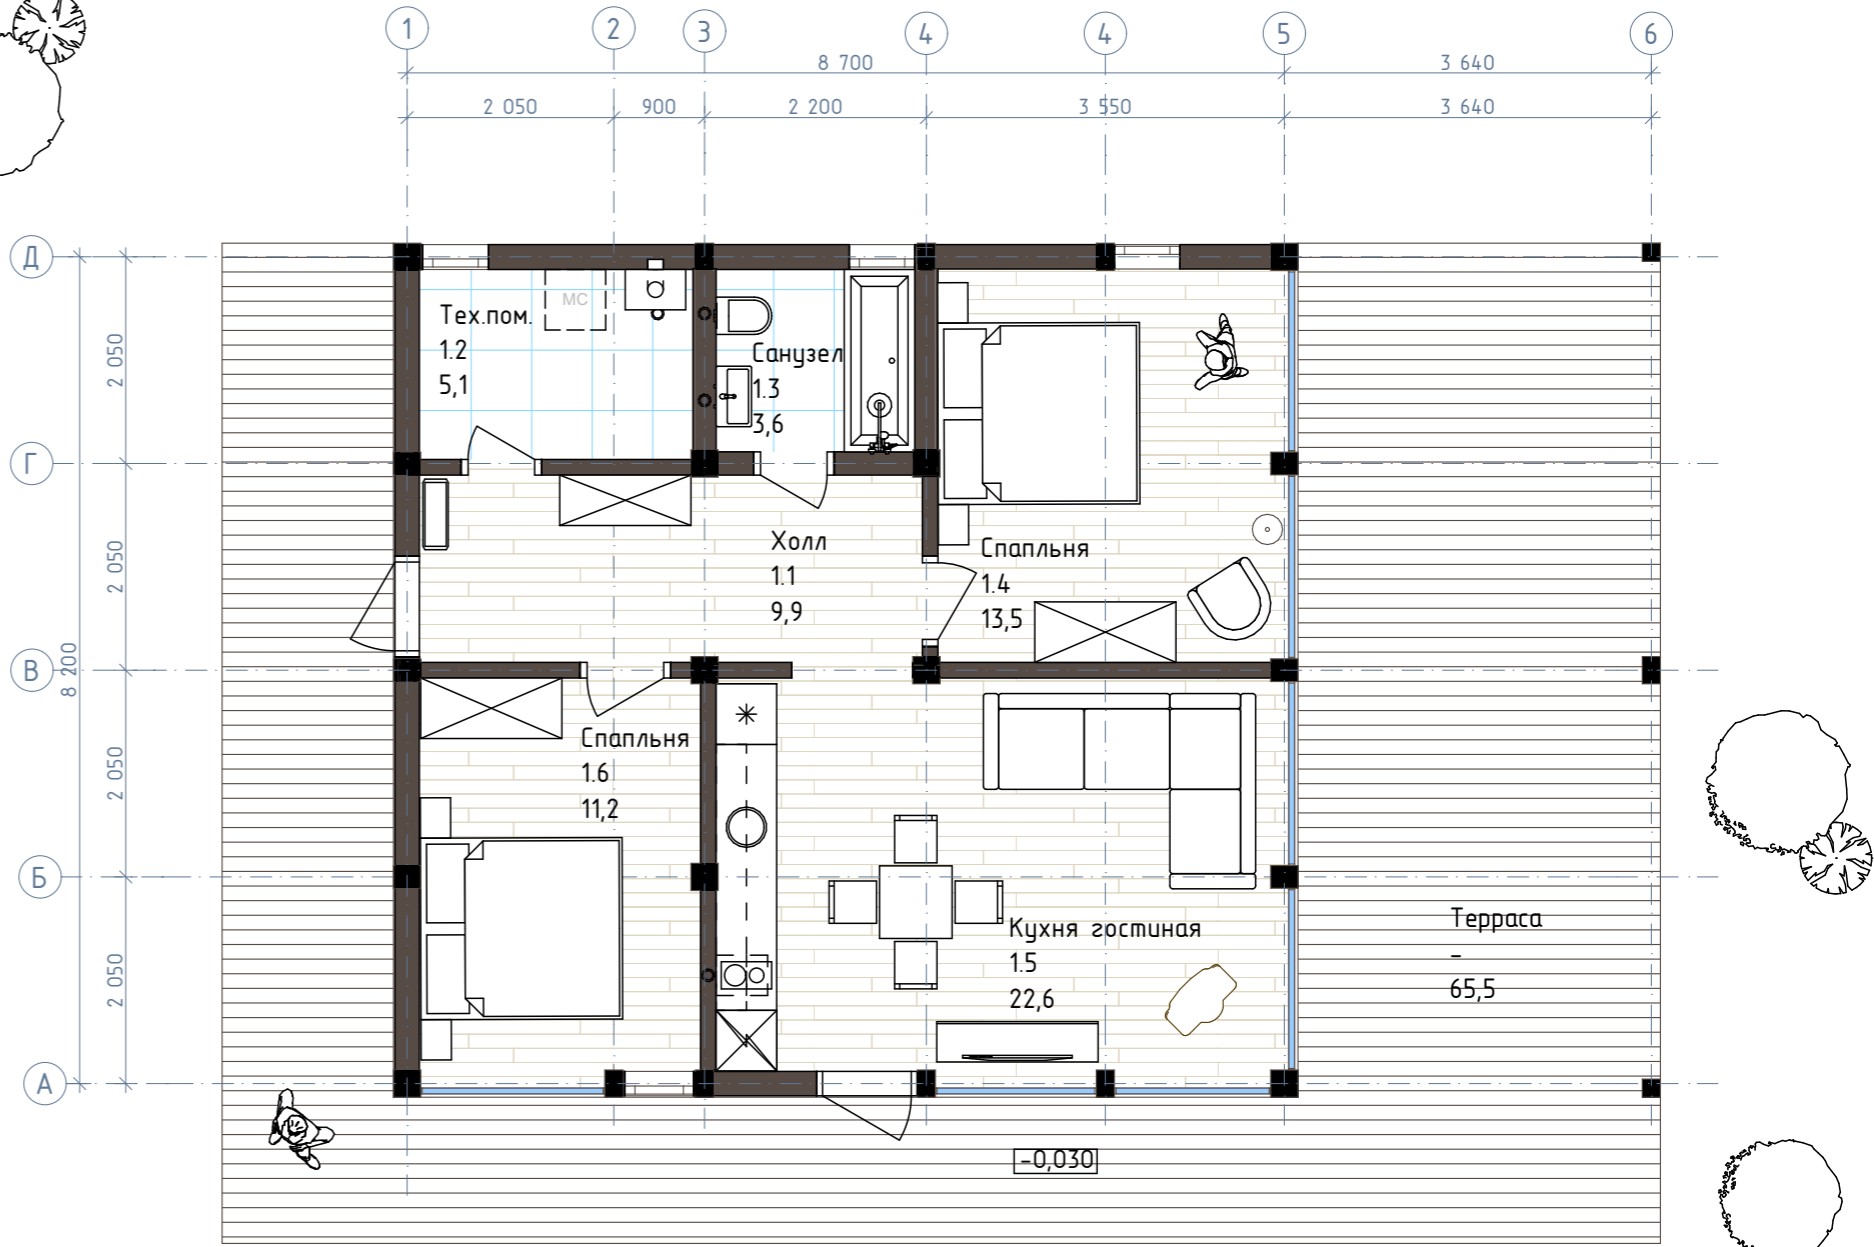 1 2 3 4 4 5 6
8 700 3 640
2 050 900 2 200 3 550 3 640
Д
Г
В
Б
А
2 050
2 050
2 050
2 050
8 200
Тех.пом.
1.2
5,1
МС
Санузел
1.3
3,6
Холл
1.1
9,9
Спапльня
1.4
13,5
Спапльня
1.6
11,2
Кухня гостиная
1.5
22,6
Терраса
-
65,5
-0,030